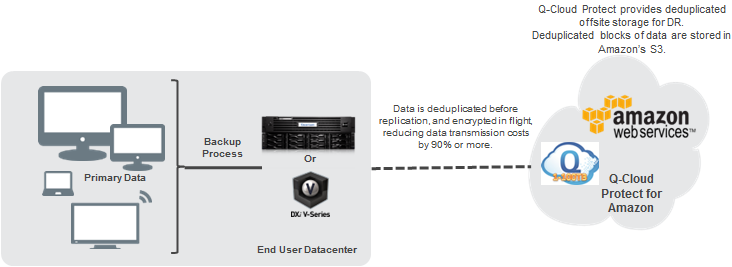 Q-Cloud Protect provides deduplicated
offsite storage for DR.
Deduplicated blocks of data are stored in
Amazon's S3.
Data is deduplicated before
replication, and encrypted in flight,
reducing data transmission costs
by 90% or more.
amazon
webservices™
Q
Q-Cloud
Protect for
Amazon
Primary Data
Backup
Process
Or
V
DXi V-Series
End User Datacenter